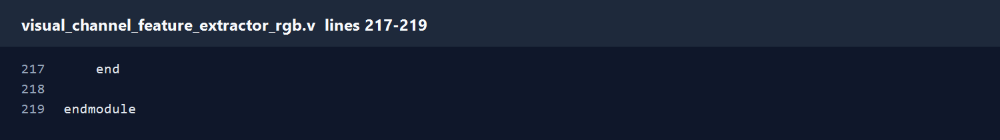 visual_channel_feature_extractor_rgb.v  lines 217-219
217      end
218
219  endmodule